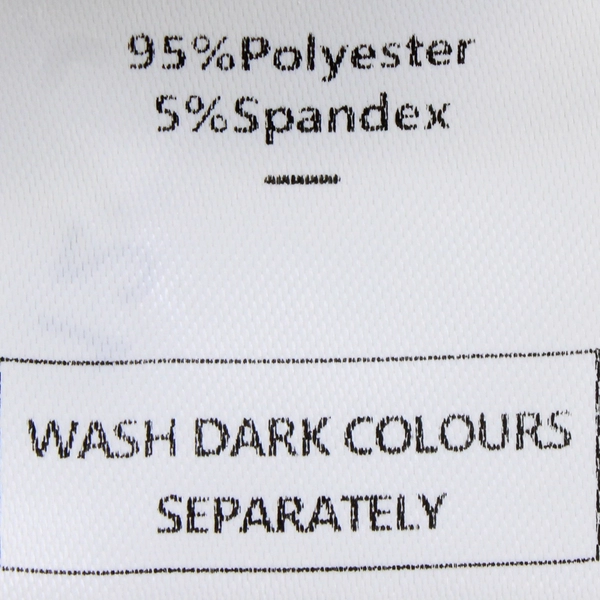 95%Polyester
5%Spandex
WASH DARK COLOURS
SEPARATELY